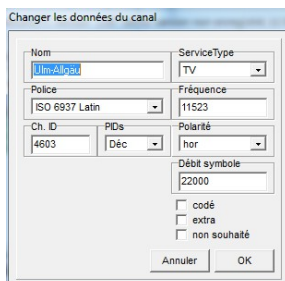 Changer les données du canal
Nom
ServiceType
Ulm-Allgäu
TV
Police
Fréquence
ISO 6937 Latin
11523
Ch. ID
PIDs
Polarité
4603
Déc
hor
Débit symbole
22000
codé
extra
non souhaité
Annuler
OK